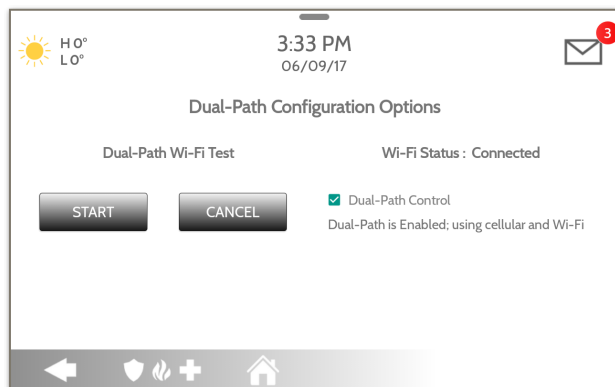 H 0°
L 0°
3:33 PM
06/09/17
3
Dual-Path Configuration Options
Dual-Path Wi-Fi Test
Wi-Fi Status : Connected
START
CANCEL
Dual-Path Control
Dual-Path is Enabled; using cellular and Wi-Fi